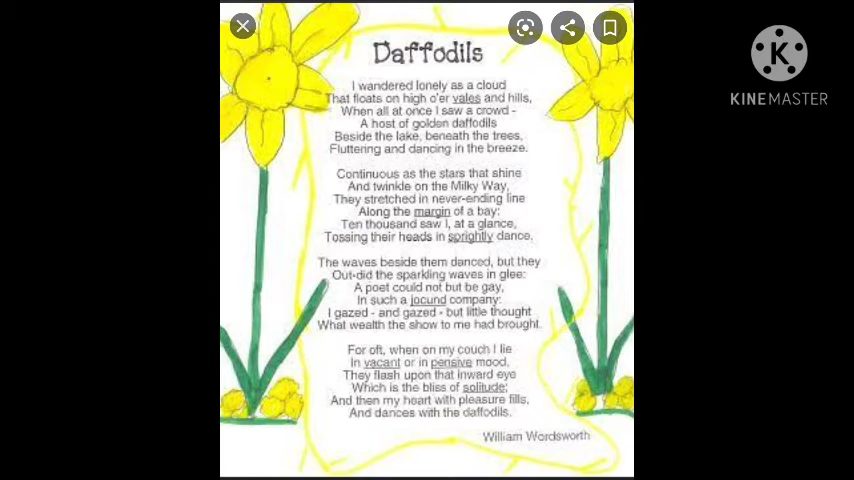 Daffodils
I wandered lonely as a cloud
That floats on high o'er vales and hills,
When all at once I saw a crowd -
A host of golden daffodils
Beside the lake, beneath the trees,
Fluttering and dancing in the breeze.
Continuous as the stars that shine
And twinkle on the Milky Way,
They stretched in never-ending line
Along the margin of a bay:
Ten thousand saw I, at a glance,
Tossing their heads in sprightly dance.
The waves beside them danced, but they
Out-did the sparkling waves in glee:
A poet could not but be gay,
In such a jocund company:
I gazed - and gazed - but little thought
What wealth the show to me had brought.
For oft, when on my couch I lie
In vacant or in pensive mood,
They flash upon that inward eye
Which is the bliss of solitude;
And then my heart with pleasure fills,
And dances with the daffodils.
William Wordsworth
K
KINEMASTER